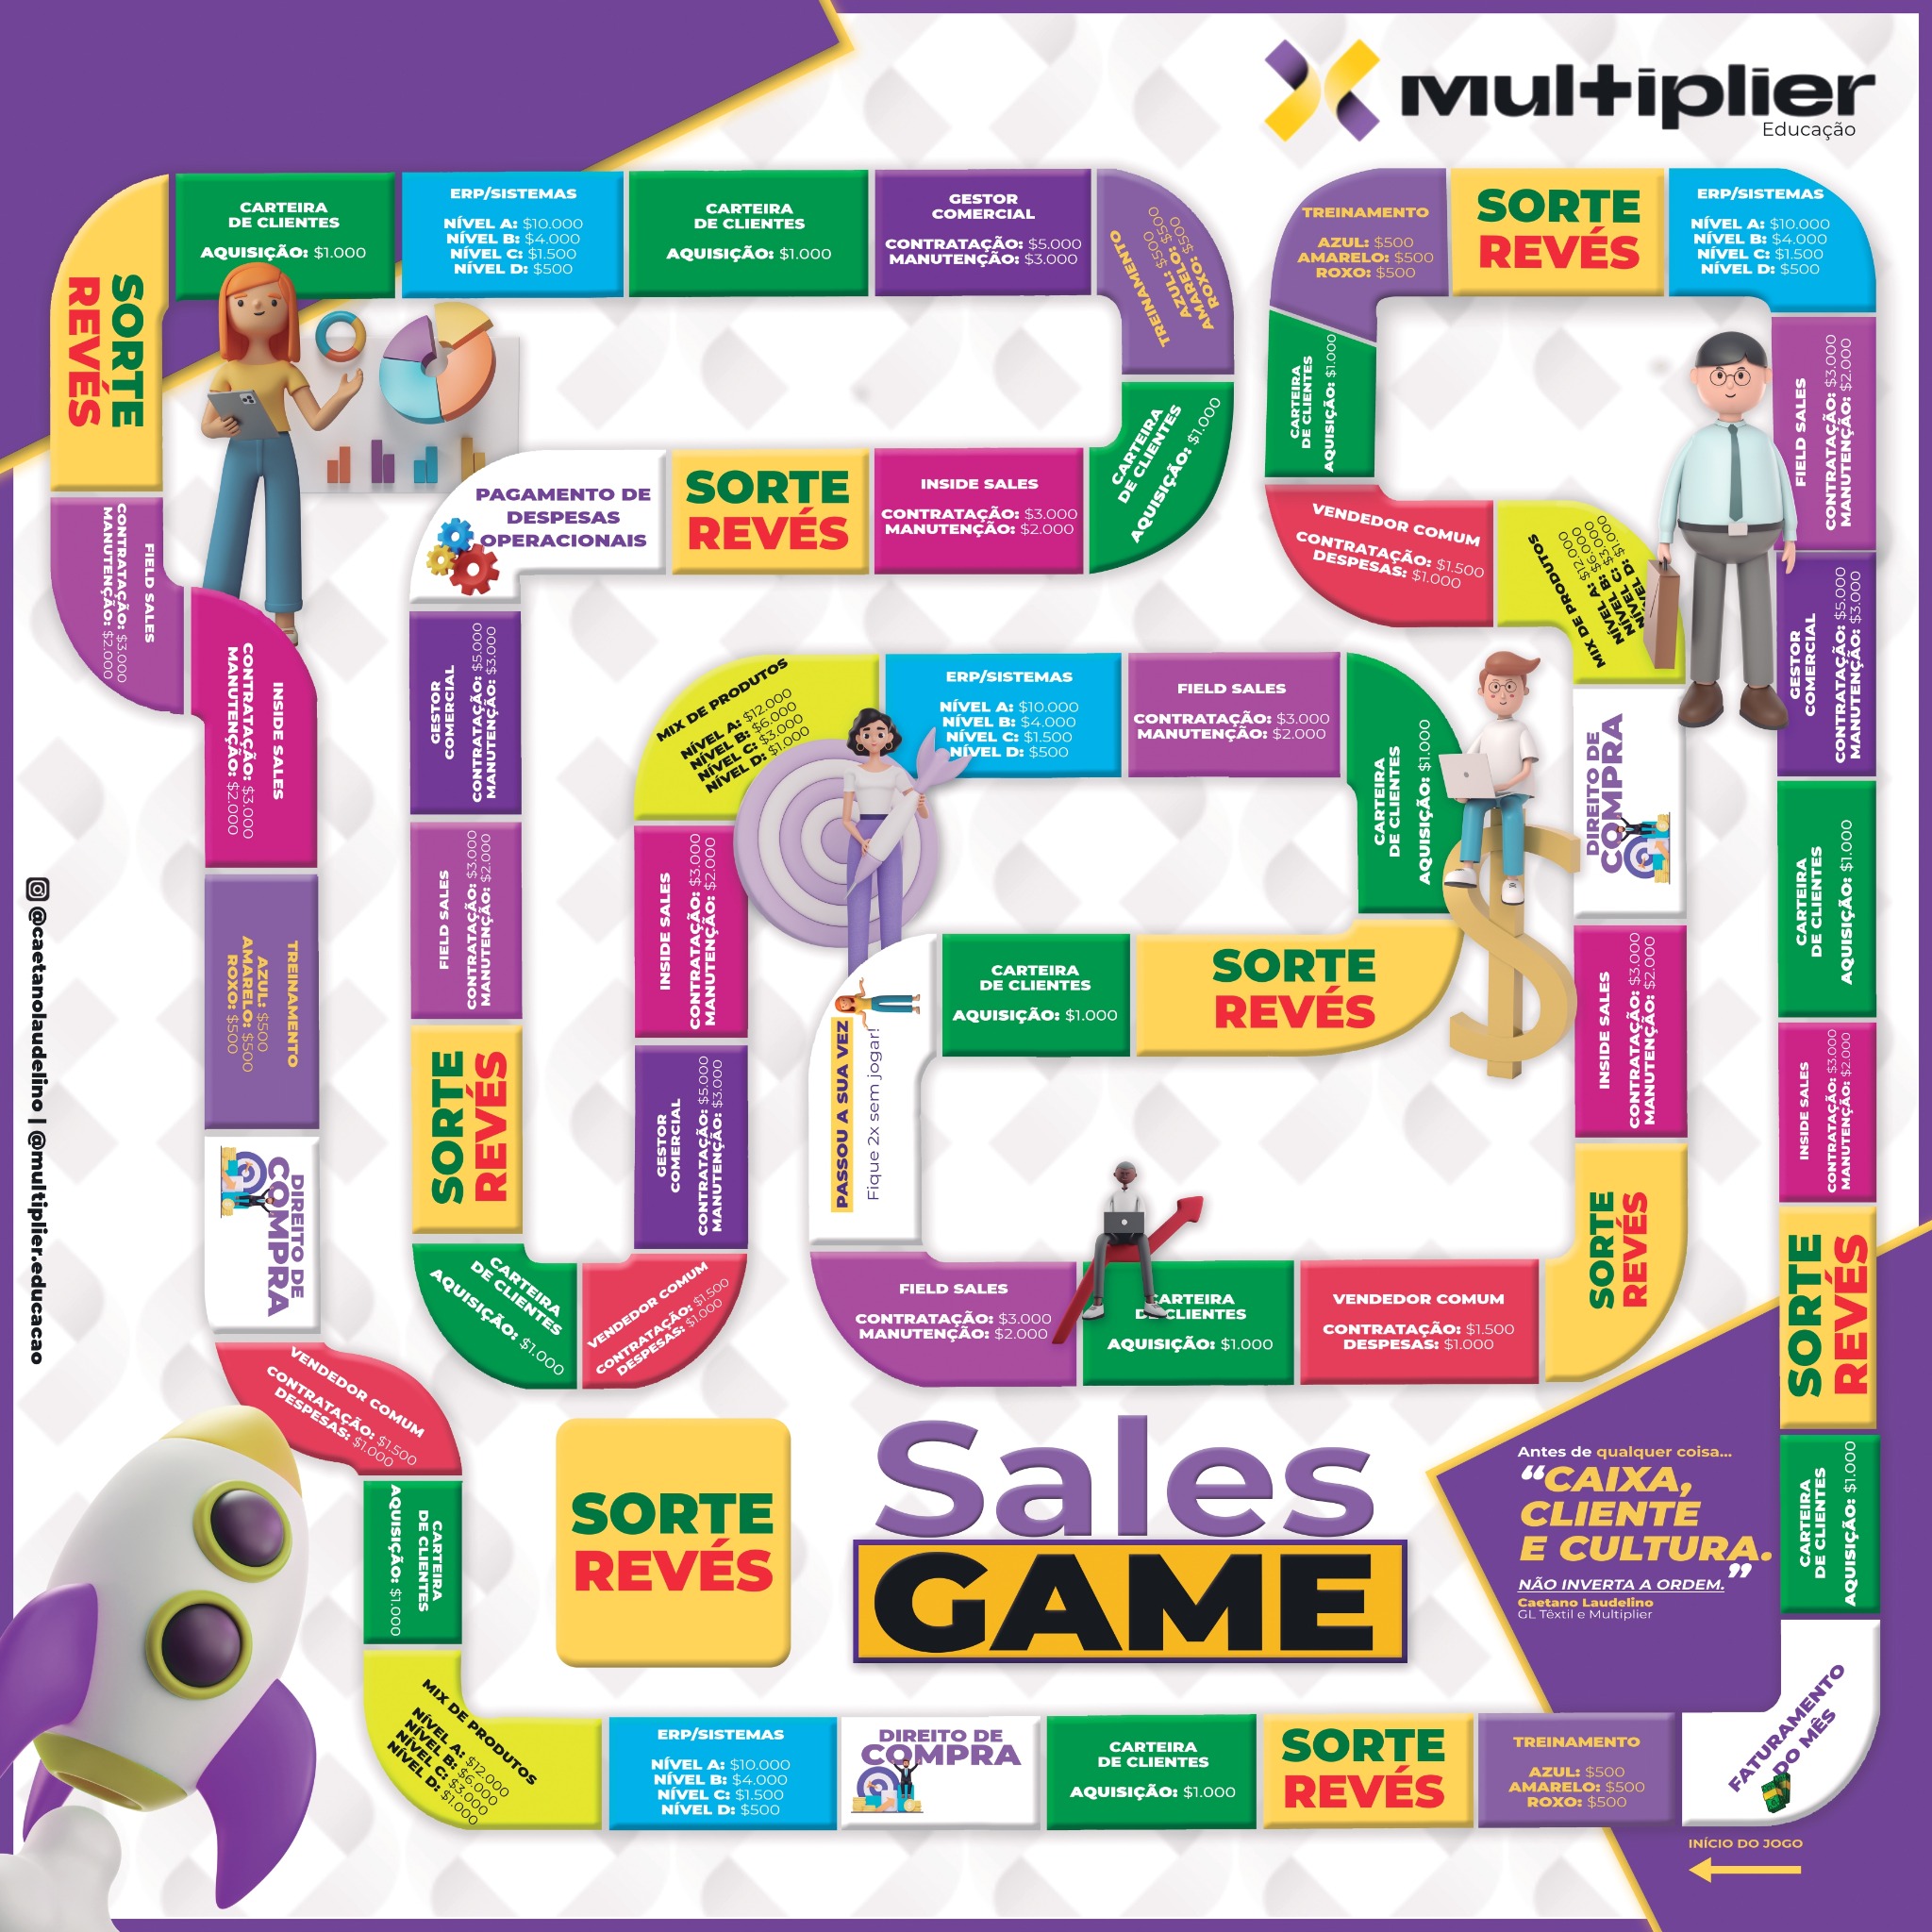 multiplier
Educação
SORTE
REVÉS
CARTEIRA
DE CLIENTES
AQUISIÇÃO: $1.000
ERP/SISTEMAS
NÍVEL A: $10.000
NÍVEL B: $4.000
NÍVEL C: $1.500
NÍVEL D: $500
CARTEIRA
DE CLIENTES
AQUISIÇÃO: $1.000
GESTOR
COMERCIAL
CONTRATAÇÃO: $5.000
MANUTENÇÃO: $3.000
TREINAMENTO
AZUL: $500
AMARELO: $500
ROXO: $500
CARTEIRA
DE CLIENTES
AQUISIÇÃO: $1.000
INSIDE SALES
CONTRATAÇÃO: $3.000
MANUTENÇÃO: $2.000
SORTE
REVÉS
PAGAMENTO DE
DESPESAS
OPERACIONAIS
GESTOR
COMERCIAL
CONTRATAÇÃO: $5.000
MANUTENÇÃO: $3.000
FIELD SALES
CONTRATAÇÃO: $3.000
MANUTENÇÃO: $2.000
SORTE
REVÉS
CARTEIRA
DE CLIENTES
AQUISIÇÃO: $1.000
VENDEDOR COMUM
CONTRATAÇÃO: $1.500
DESPESAS: $1.000
GESTOR
COMERCIAL
CONTRATAÇÃO: $5.000
MANUTENÇÃO: $3.000
INSIDE SALES
CONTRATAÇÃO: $3.000
MANUTENÇÃO: $2.000
MIX DE PRODUTOS
NÍVEL A: $12.000
NÍVEL B: $6.000
NÍVEL C: $3.000
NÍVEL D: $1.000
ERP/SISTEMAS
NÍVEL A: $10.000
NÍVEL B: $4.000
NÍVEL C: $1.500
NÍVEL D: $500
FIELD SALES
CONTRATAÇÃO: $3.000
MANUTENÇÃO: $2.000
CARTEIRA
DE CLIENTES
AQUISIÇÃO: $1.000
SORTE
REVÉS
CARTEIRA
DE CLIENTES
AQUISIÇÃO: $1.000
PASSOU A SUA VEZ
Fique 2x sem jogar!
FIELD SALES
CONTRATAÇÃO: $3.000
MANUTENÇÃO: $2.000
CARTEIRA
DE CLIENTES
AQUISIÇÃO: $1.000
VENDEDOR COMUM
CONTRATAÇÃO: $1.500
DESPESAS: $1.000
SORTE
REVÉS
INSIDE SALES
CONTRATAÇÃO: $3.000
MANUTENÇÃO: $2.000
DIREITO DE
COMPRA
MIX DE PRODUTOS
NÍVEL A: $12.000
NÍVEL B: $6.000
NÍVEL C: $3.000
NÍVEL D: $1.000
VENDEDOR COMUM
CONTRATAÇÃO: $1.500
DESPESAS: $1.000
CARTEIRA
DE CLIENTES
AQUISIÇÃO: $1.000
TREINAMENTO
AZUL: $500
AMARELO: $500
ROXO: $500
SORTE
REVÉS
ERP/SISTEMAS
NÍVEL A: $10.000
NÍVEL B: $4.000
NÍVEL C: $1.500
NÍVEL D: $500
FIELD SALES
CONTRATAÇÃO: $3.000
MANUTENÇÃO: $2.000
GESTOR
COMERCIAL
CONTRATAÇÃO: $5.000
MANUTENÇÃO: $3.000
CARTEIRA
DE CLIENTES
AQUISIÇÃO: $1.000
INSIDE SALES
CONTRATAÇÃO: $3.000
MANUTENÇÃO: $2.000
SORTE
REVÉS
CARTEIRA
DE CLIENTES
AQUISIÇÃO: $1.000
FATURAMENTO
DO MÊS
INÍCIO DO JOGO
FIELD SALES
CONTRATAÇÃO: $3.000
MANUTENÇÃO: $2.000
INSIDE SALES
CONTRATAÇÃO: $3.000
MANUTENÇÃO: $2.000
TREINAMENTO
AZUL: $500
AMARELO: $500
ROXO: $500
DIREITO DE
COMPRA
VENDEDOR COMUM
CONTRATAÇÃO: $1.500
DESPESAS: $1.000
CARTEIRA
DE CLIENTES
AQUISIÇÃO: $1.000
MIX DE PRODUTOS
NÍVEL A: $12.000
NÍVEL B: $6.000
NÍVEL C: $3.000
NÍVEL D: $1.000
ERP/SISTEMAS
NÍVEL A: $10.000
NÍVEL B: $4.000
NÍVEL C: $1.500
NÍVEL D: $500
DIREITO DE
COMPRA
CARTEIRA
DE CLIENTES
AQUISIÇÃO: $1.000
SORTE
REVÉS
TREINAMENTO
AZUL: $500
AMARELO: $500
ROXO: $500
SORTE
REVÉS
Sales
GAME
Antes de qualquer coisa...
“CAIXA,
CLIENTE
E CULTURA.”
NÃO INVERTA A ORDEM.
Caetano Laudelino
GL Têxtil e Multiplier
@caetanolaudelino | @multiplier.educacao